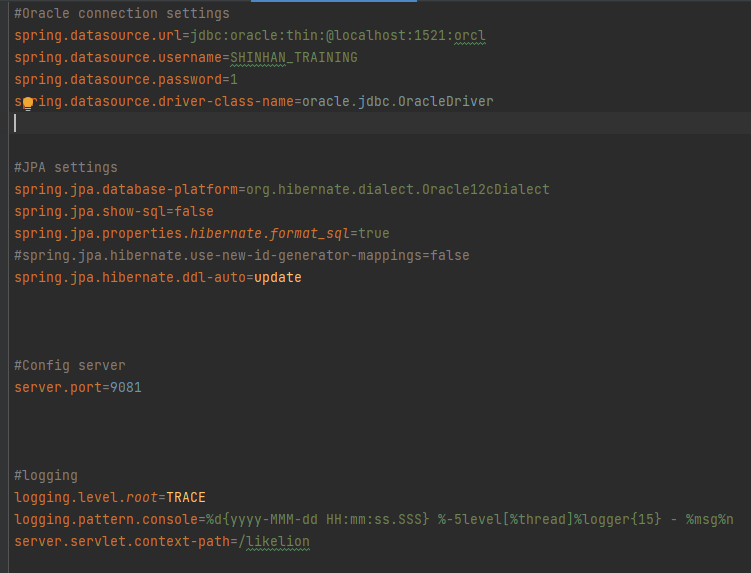 #Oracle connection settings
spring.datasource.url=jdbc:oracle:thin:@localhost:1521:orcl
spring.datasource.username=SHINHAN_TRAINING
spring.datasource.password=1
spring.datasource.driver-class-name=oracle.jdbc.OracleDriver
#JPA settings
spring.jpa.database-platform=org.hibernate.dialect.Oracle12cDialect
spring.jpa.show-sql=false
spring.jpa.properties.hibernate.format_sql=true
#spring.jpa.hibernate.use-new-id-generator-mappings=false
spring.jpa.hibernate.ddl-auto=update
#Config server
server.port=9081
#logging
logging.level.root=TRACE
logging.pattern.console=%d{yyyy-MMM-dd HH:mm:ss.SSS} %-5level[%thread]%logger{15} - %msg%n
server.servlet.context-path=/likelion